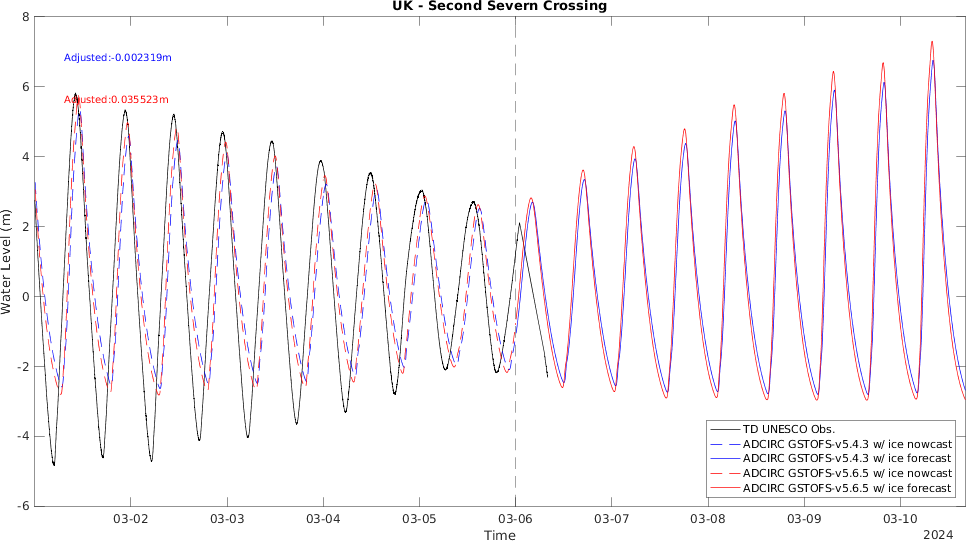 UK - Second Severn Crossing
8
Adjusted:-0.002319m
6
Adjusted:0.035523m
4
2
0
-2
-4
-6
Water Level (m)
TD UNESCO Obs.
ADCIRC GSTOFS-v5.4.3 w/ ice nowcast
ADCIRC GSTOFS-v5.4.3 w/ ice forecast
ADCIRC GSTOFS-v5.6.5 w/ ice nowcast
ADCIRC GSTOFS-v5.6.5 w/ ice forecast
03-02 03-03 03-04 03-05 03-06 03-07 03-08 03-09 03-10
Time
2024